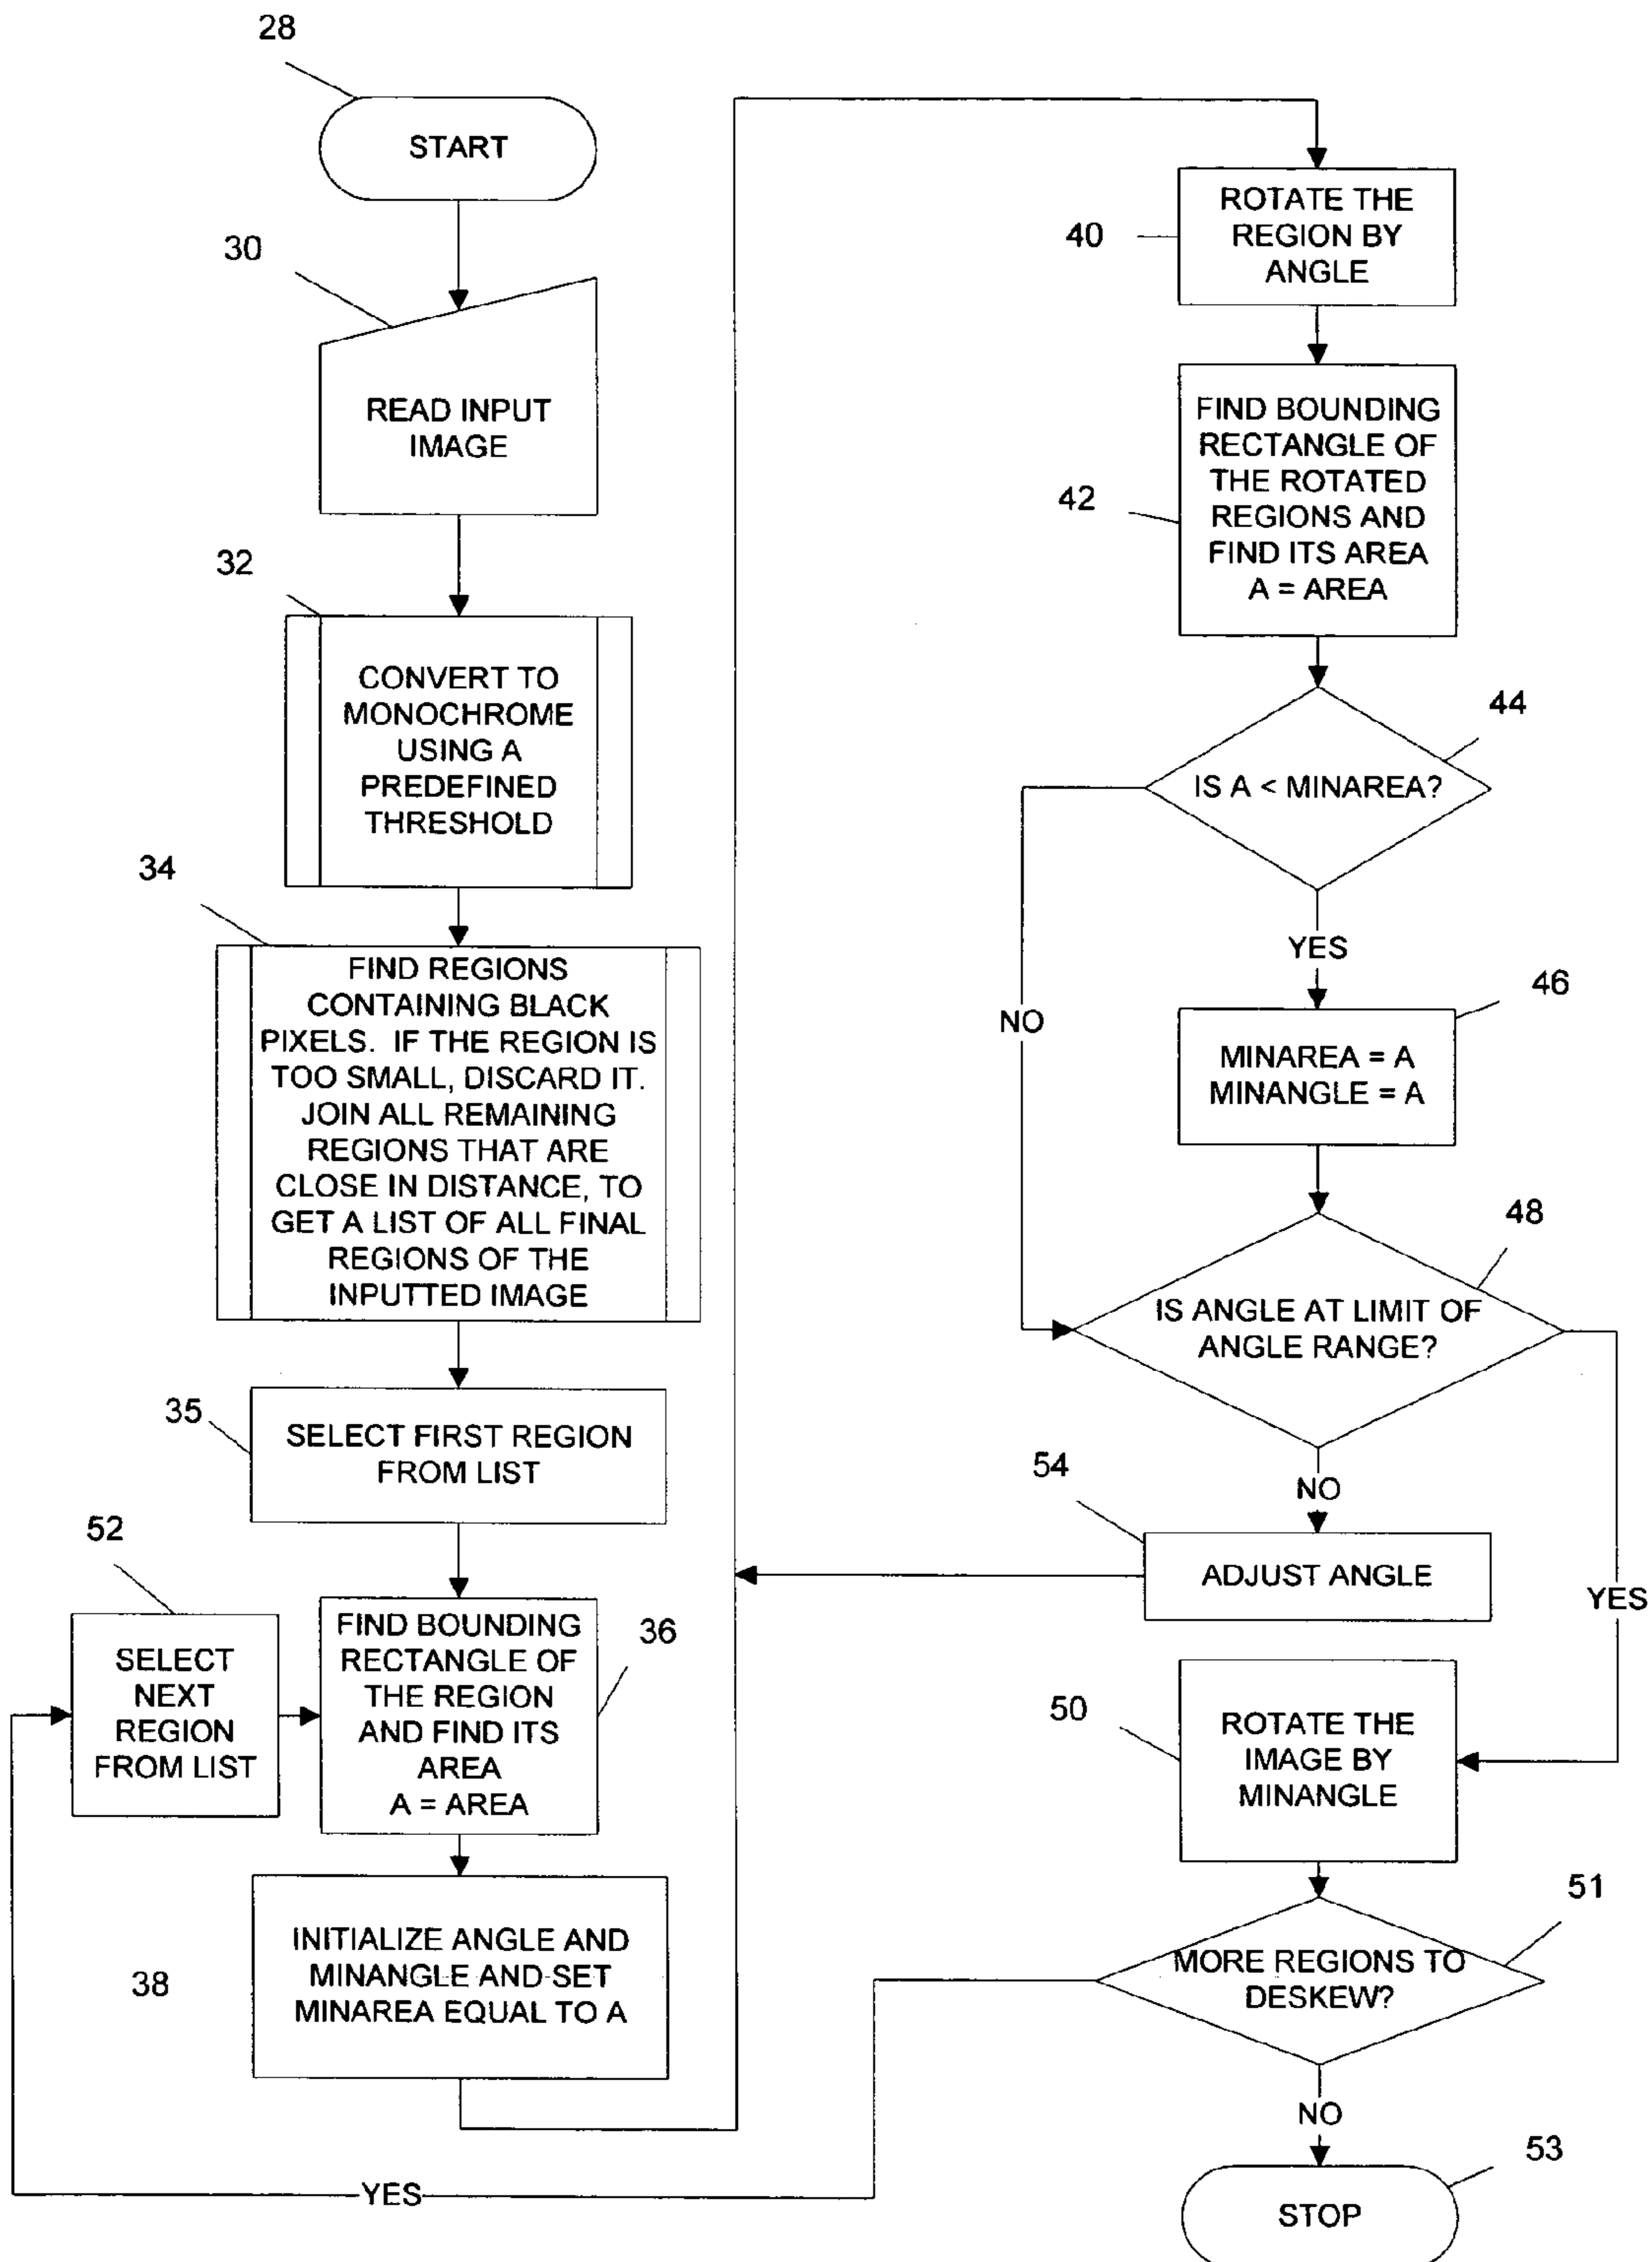 28
START
30
READ INPUT
IMAGE
32
CONVERT TO
MONOCHROME
USING A
PREDEFINED
THRESHOLD
34
FIND REGIONS
CONTAINING BLACK
PIXELS. IF THE REGION IS
TOO SMALL, DISCARD IT.
JOIN ALL REMAINING
REGIONS THAT ARE
CLOSE IN DISTANCE, TO
GET A LIST OF ALL FINAL
REGIONS OF THE
INPUTTED IMAGE
35
SELECT FIRST REGION
FROM LIST
52
SELECT
NEXT
REGION
FROM LIST
36
FIND BOUNDING
RECTANGLE OF
THE REGION
AND FIND ITS
AREA
A = AREA
38
INITIALIZE ANGLE AND
MINANGLE AND SET
MINAREA EQUAL TO A
40
ROTATE THE
REGION BY
ANGLE
42
FIND BOUNDING
RECTANGLE OF
THE ROTATED
REGIONS AND
FIND ITS AREA
A = AREA
44
IS A < MINAREA?
YES
NO
46
MINAREA = A
MINANGLE = A
48
IS ANGLE AT LIMIT OF
ANGLE RANGE?
NO
YES
54
ADJUST ANGLE
50
ROTATE THE
IMAGE BY
MINANGLE
51
MORE REGIONS TO
DESKEW?
YES
NO
53
STOP